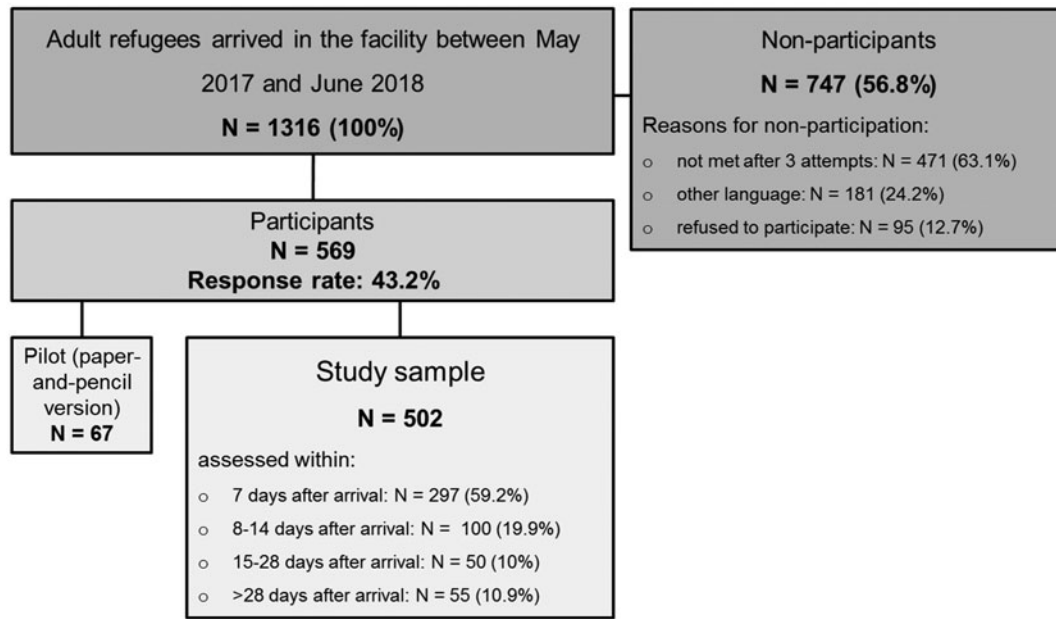 Adult refugees arrived in the facility between May
2017 and June 2018
N = 1316 (100%)
Non-participants
N = 747 (56.8%)
Reasons for non-participation:
o not met after 3 attempts: N = 471 (63.1%)
o other language: N = 181 (24.2%)
o refused to participate: N = 95 (12.7%)
Participants
N = 569
Response rate: 43.2%
Pilot (paper-
and-pencil
version)
N = 67
Study sample
N = 502
assessed within:
o 7 days after arrival: N = 297 (59.2%)
o 8-14 days after arrival: N = 100 (19.9%)
o 15-28 days after arrival: N = 50 (10%)
o >28 days after arrival: N = 55 (10.9%)